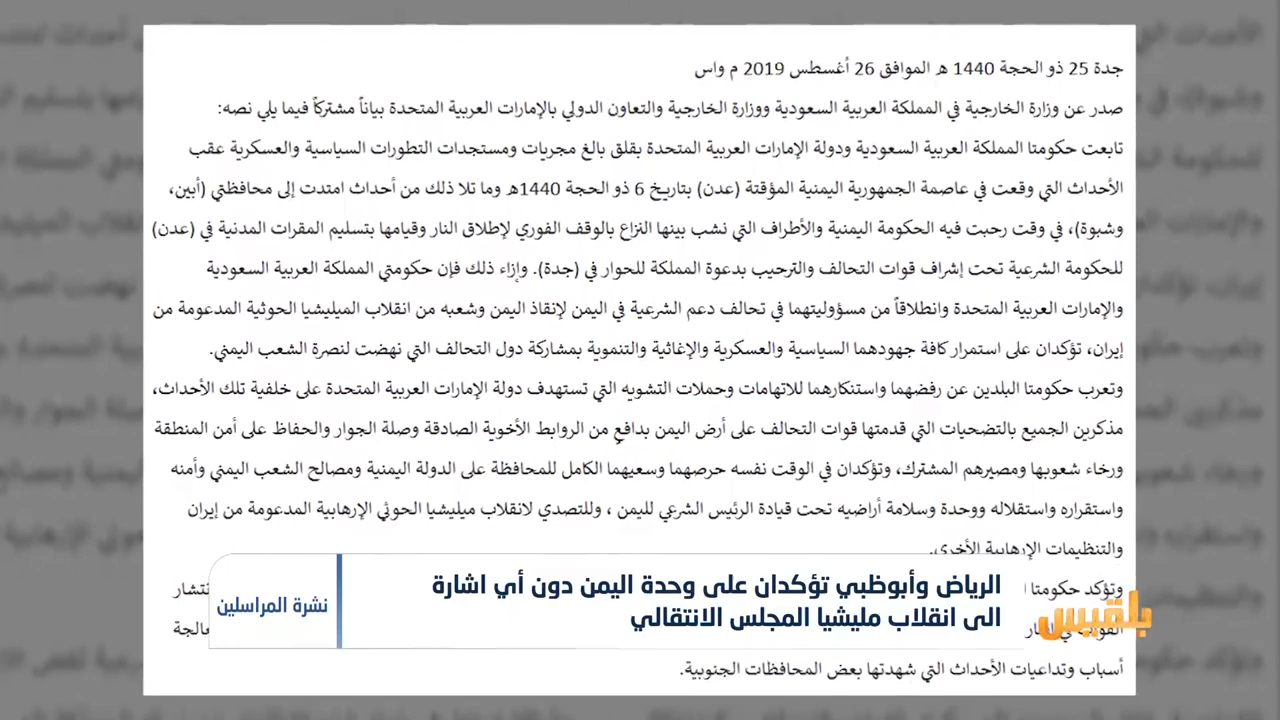 جدة 25 ذو الحجة 1440 هـ الموافق 26 أغسطس 2019 م واس
صدر عن وزارة الخارجية في المملكة العربية السعودية ووزارة الخارجية والتعاون الدولي بالإمارات العربية المتحدة بياناً مشتركاً فيما يلي نصه:
تابعت حكومتا المملكة العربية السعودية ودولة الإمارات العربية المتحدة بقلق بالغ مجريات ومستجدات التطورات السياسية والعسكرية عقب
الأحداث التي وقعت في عاصمة الجمهورية اليمنية المؤقتة (عدن) بتاريخ 6 ذو الحجة 1440هـ وما تلا ذلك من أحداث امتدت إلى محافظتي (أبين،
وشبوة)، في وقت رحبت فيه الحكومة اليمنية والأطراف التي نشب بينها النزاع بالوقف الفوري لإطلاق النار وقيامها بتسليم المقرات المدنية في (عدن)
للحكومة الشرعية تحت إشراف قوات التحالف والترحيب بدعوة المملكة للحوار في (جدة). وإزاء ذلك فإن حكومتي المملكة العربية السعودية
والإمارات العربية المتحدة وانطلاقاً من مسؤوليتهما في تحالف دعم الشرعية في اليمن لإنقاذ اليمن وشعبه من انقلاب الميليشيا الحوثية المدعومة من
إيران، تؤكدان على استمرار كافة جهودهما السياسية والعسكرية والإغاثية والتنموية بمشاركة دول التحالف التي نهضت لنصرة الشعب اليمني.
وتعرب حكومتا البلدين عن رفضهما واستنكارهما للاتهامات وحملات التشويه التي تستهدف دولة الإمارات العربية المتحدة على خلفية تلك الأحداث،
مذكرين الجميع بالتضحيات التي قدمتها قوات التحالف على أرض اليمن بدافعٍ من الروابط الأخوية الصادقة وصلة الجوار والحفاظ على أمن المنطقة
ورخاء شعوبها ومصيرهم المشترك، وتؤكدان في الوقت نفسه حرصهما وسعيهما الكامل للمحافظة على الدولة اليمنية ومصالح الشعب اليمني وأمنه
واستقراره واستقلاله ووحدة وسلامة أراضيه تحت قيادة الرئيس الشرعي لليمن ، وللتصدي لانقلاب ميليشيا الحوثي الإرهابية المدعومة من إيران
والتنظيمات الإرهابية الأخرى.
وتؤكد حكومتا
الرياض وأبوظبي تؤكدان على وحدة اليمن دون أي اشارة
الى انقلاب مليشيا المجلس الانتقالي
نشرة المراسلين
بلقيس
أسباب وتداعيات الأحداث التي شهدتها بعض المحافظات الجنوبية.